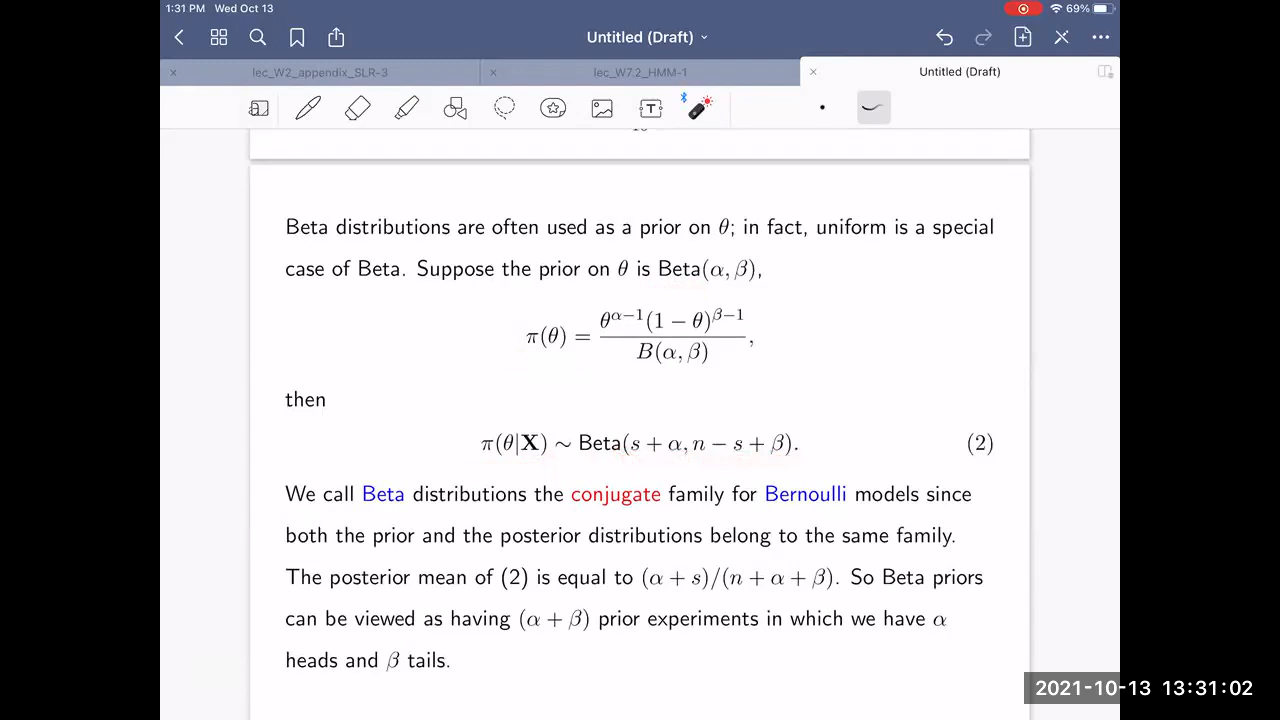 1:31 PM Wed Oct 13
69%
Untitled (Draft)
lec_W2_appendix_SLR-3
lec_W7.2_HMM-1
Untitled (Draft)
Beta distributions are often used as a prior on θ; in fact, uniform is a special
case of Beta. Suppose the prior on θ is Beta(α, β),
π(θ) = θ^{α−1}(1 − θ)^{β−1} / B(α, β),
then
π(θ|X) ∼ Beta(s + α, n − s + β). (2)
We call Beta distributions the conjugate family for Bernoulli models since
both the prior and the posterior distributions belong to the same family.
The posterior mean of (2) is equal to (α + s)/(n + α + β). So Beta priors
can be viewed as having (α + β) prior experiments in which we have α
heads and β tails.
2021-10-13 13:31:02